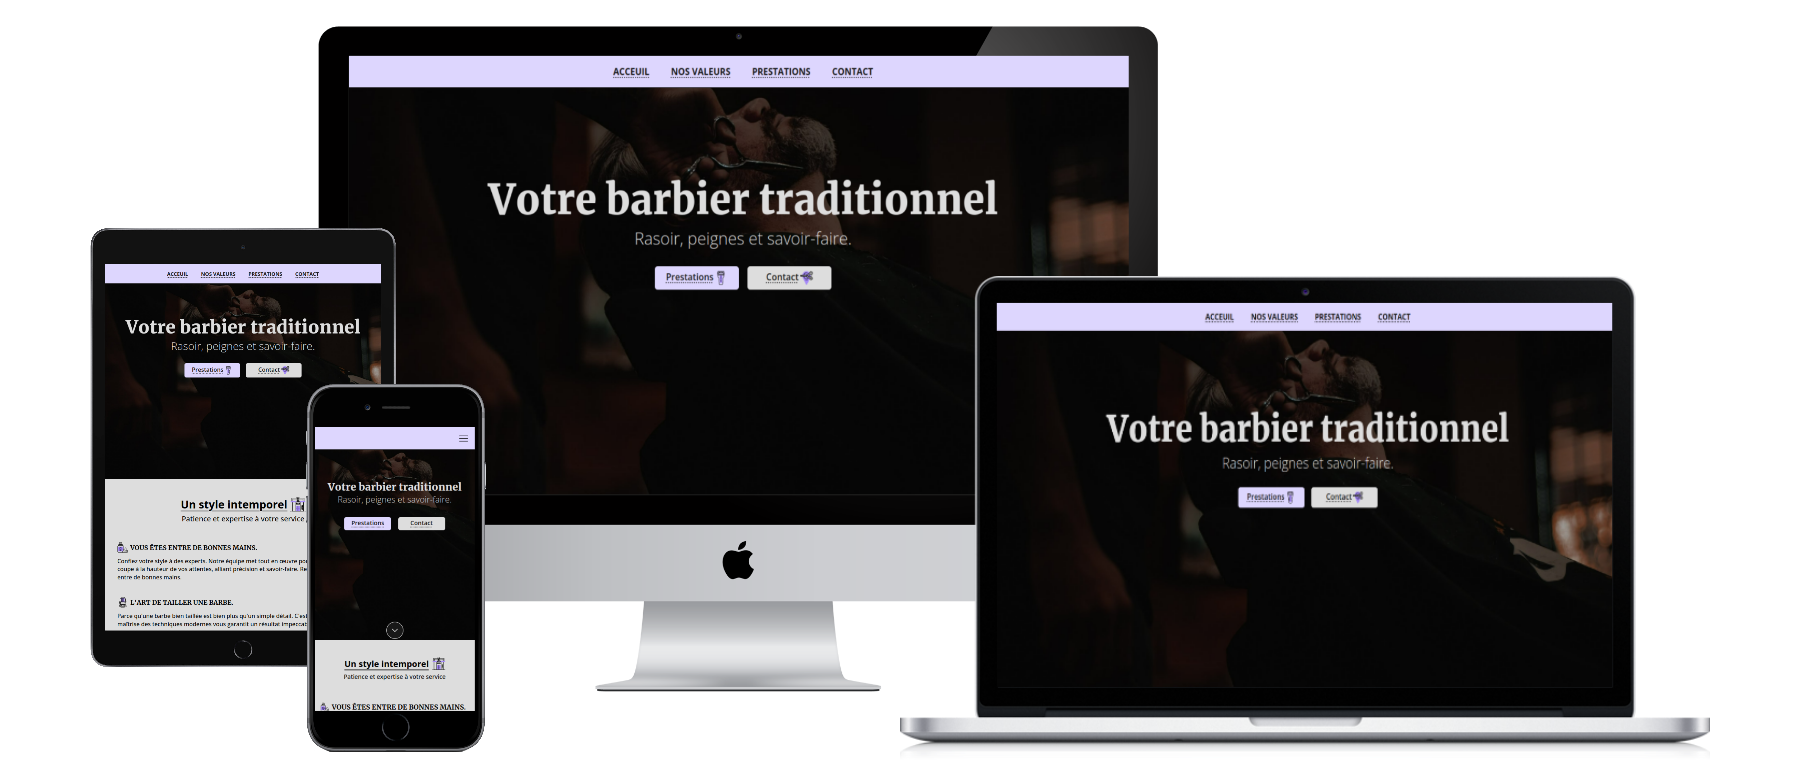 ACCEUIL NOS VALEURS PRESTATIONS CONTACT
Votre barbier traditionnel
Rasoir, peignes et savoir-faire.
Prestations Contact
ACCEUIL NOS VALEURS PRESTATIONS CONTACT
Votre barbier traditionnel
Rasoir, peignes et savoir-faire.
Prestations Contact
Un style intemporel
Patience et expertise à votre service
VOUS ÊTES ENTRE DE BONNES MAINS.
Confiez votre style à des experts. Notre équipe met tout en œuvre
coupe à la hauteur de vos attentes, alliant précision et savoir-faire.
entre de bonnes mains.
L'ART DE TAILLER UNE BARBE.
Parce qu'une barbe bien taillée est bien plus qu'un simple détail. C'est
maîtrise des techniques modernes vous garantit un résultat
Votre barbier traditionnel
Rasoir, peignes et savoir-faire.
Prestations Contact
Un style intemporel
Patience et expertise à votre service
VOUS ÊTES ENTRE DE BONNES MAINS.
ACCEUIL NOS VALEURS PRESTATIONS CONTACT
Votre barbier traditionnel
Rasoir, peignes et savoir-faire.
Prestations Contact